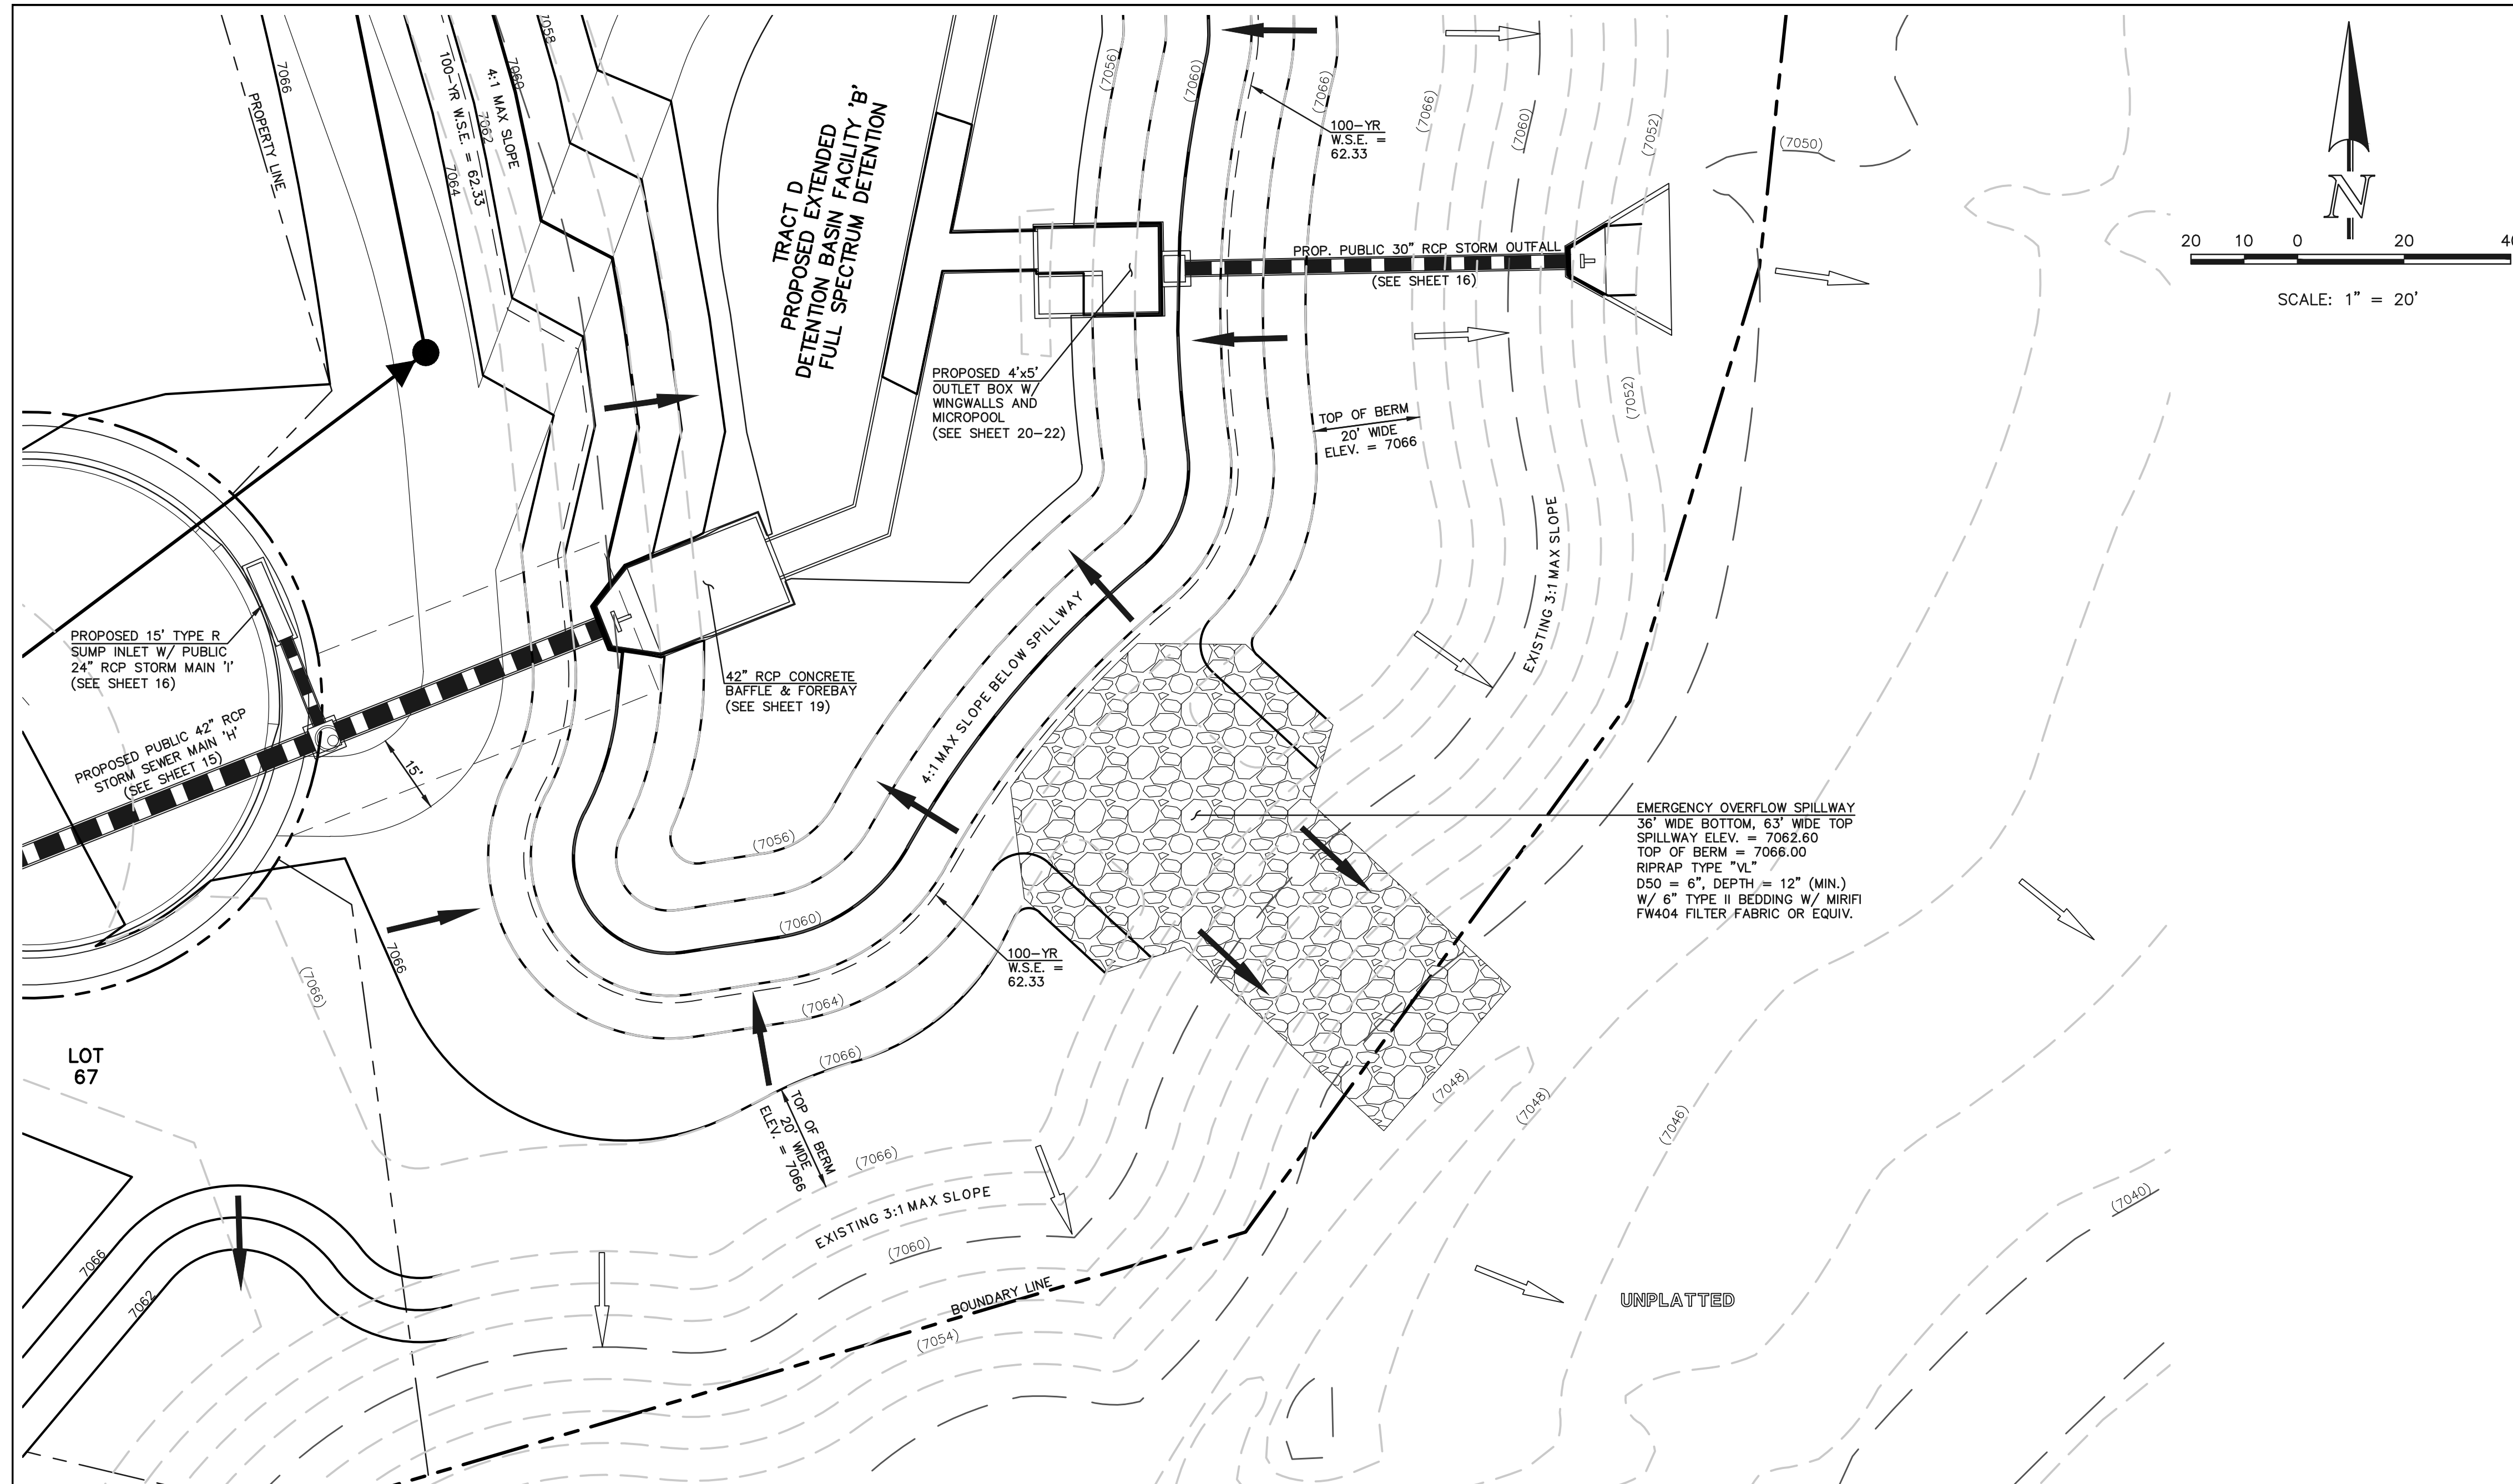 7066
PROPERTY LINE
100-YR W.S.E. = 62.33
7064
7062
4:1 MAX SLOPE
7060
7058
TRACT D
PROPOSED EXTENDED
DETENTION BASIN FACILITY 'B'
FULL SPECTRUM DETENTION
(7056)
(7060)
(7066)
100-YR
W.S.E. =
62.33
(7066)
(7060)
(7052)
(7050)
N
20 10 0 20 40
SCALE: 1" = 20'
PROP. PUBLIC 30" RCP STORM OUTFALL
(SEE SHEET 16)
PROPOSED 4'x5'
OUTLET BOX W/
WINGWALLS AND
MICROPOOL
(SEE SHEET 20-22)
TOP OF BERM
20' WIDE
ELEV. = 7066
(7052)
EXISTING 3:1 MAX SLOPE
PROPOSED 15' TYPE R
SUMP INLET W/ PUBLIC
24" RCP STORM MAIN 'I'
(SEE SHEET 16)
42" RCP CONCRETE
BAFFLE & FOREBAY
(SEE SHEET 19)
4:1 MAX SLOPE BELOW SPILLWAY
PROPOSED PUBLIC 42" RCP
STORM SEWER MAIN 'H'
(SEE SHEET 15)
15'
(7056)
EMERGENCY OVERFLOW SPILLWAY
36' WIDE BOTTOM, 63' WIDE TOP
SPILLWAY ELEV. = 7062.60
TOP OF BERM = 7066.00
RIPRAP TYPE "VL"
D50 = 6", DEPTH = 12" (MIN.)
W/ 6" TYPE II BEDDING W/ MIRIFI
FW404 FILTER FABRIC OR EQUIV.
(7060)
7066
(7066)
100-YR
W.S.E. =
62.33
(7064)
(7066)
LOT
67
TOP OF BERM
20' WIDE
ELEV. = 7066
(7066)
(7048)
(7048)
(7046)
(7040)
EXISTING 3:1 MAX SLOPE
(7060)
7066
7062
BOUNDARY LINE
(7054)
UNPLATTED